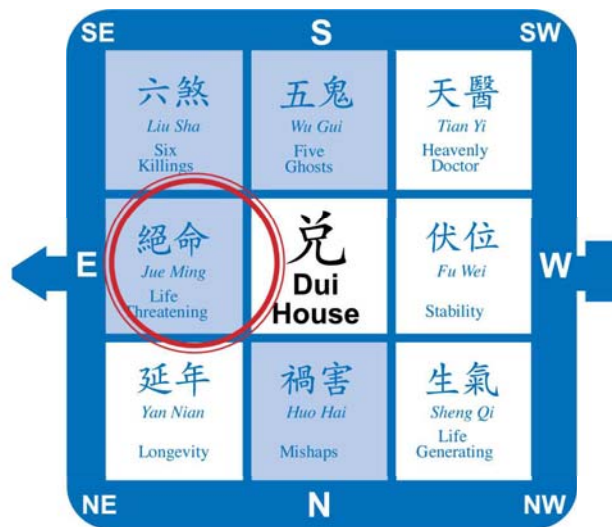 SE
S
SW
六煞
Liu Sha
Six
Killings
五鬼
Wu Gui
Five
Ghosts
天醫
Tian Yi
Heavenly
Doctor
E
絕命
Jue Ming
Life
Threatening
兌
Dui
House
伏位
Fu Wei
Stability
W
延年
Yan Nian
Longevity
禍害
Huo Hai
Mishaps
生氣
Sheng Qi
Life
Generating
NE
N
NW